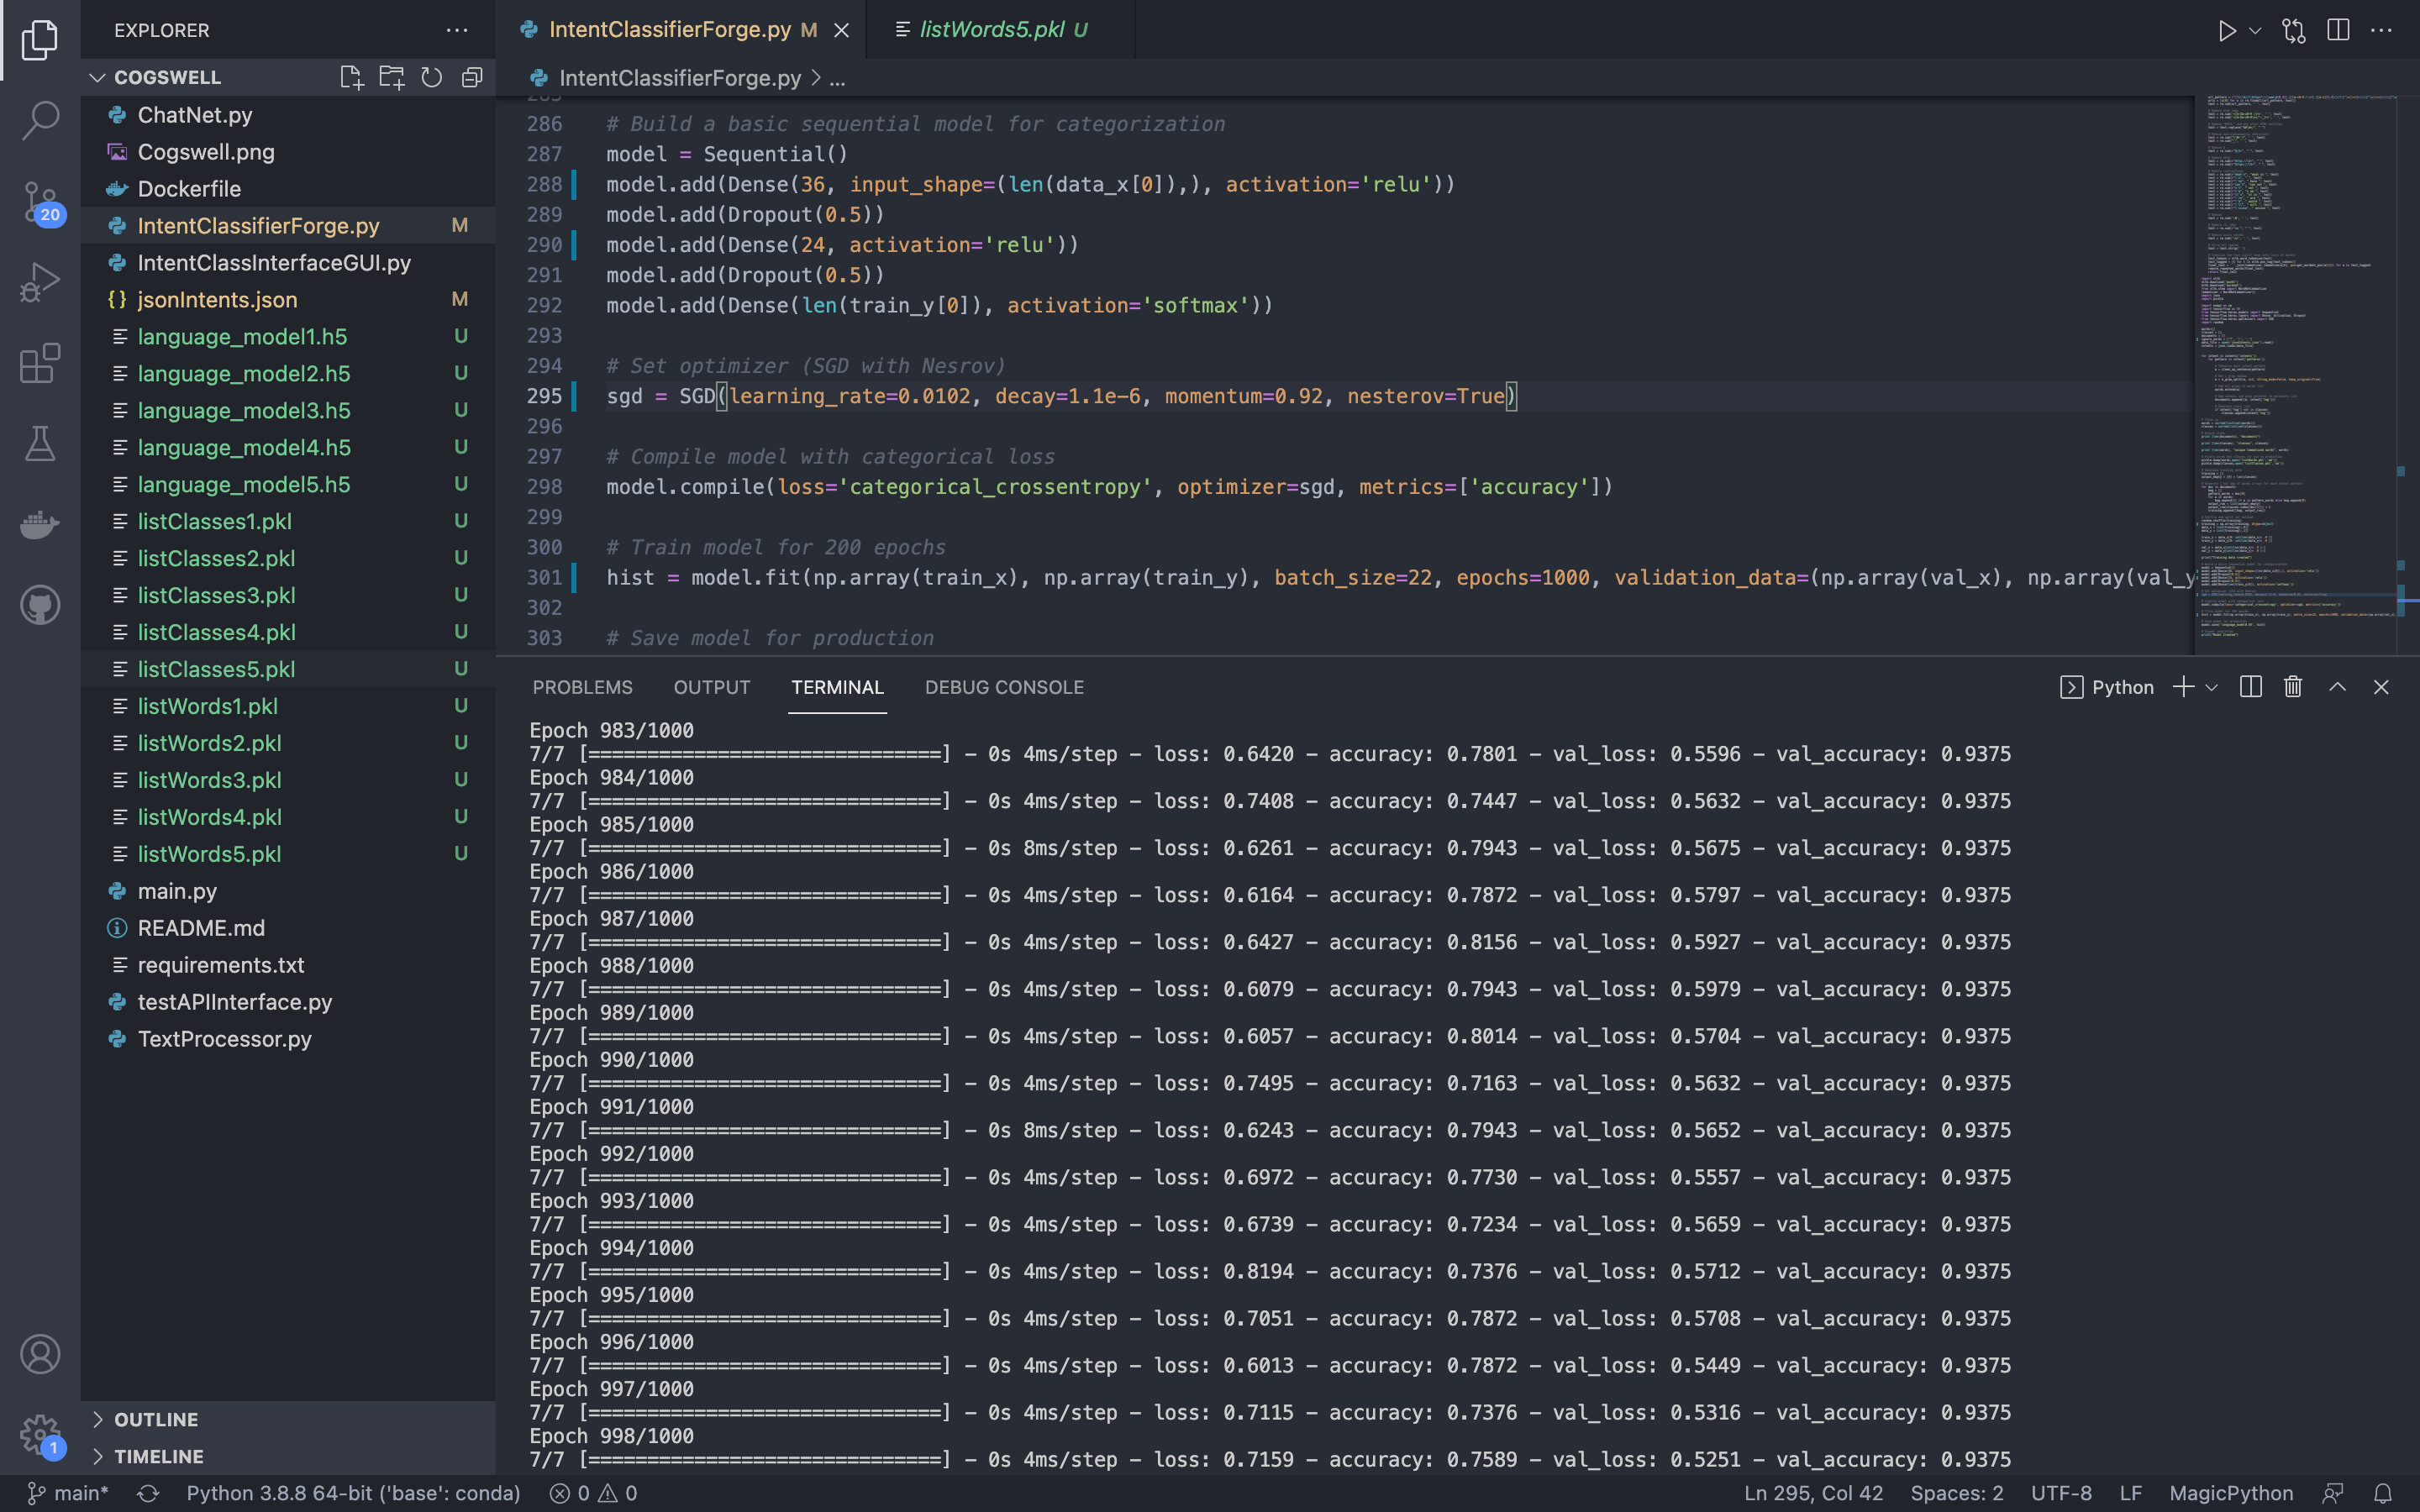 EXPLORER
COGSWELL
ChatNet.py
Cogswell.png
Dockerfile
IntentClassifierForge.py M
IntentClassInterfaceGUI.py
{} jsonIntents.json M
language_model1.h5 U
language_model2.h5 U
language_model3.h5 U
language_model4.h5 U
language_model5.h5 U
listClasses1.pkl U
listClasses2.pkl U
listClasses3.pkl U
listClasses4.pkl U
listClasses5.pkl U
listWords1.pkl U
listWords2.pkl U
listWords3.pkl U
listWords4.pkl U
listWords5.pkl U
main.py
README.md
requirements.txt
testAPIInterface.py
TextProcessor.py
OUTLINE
TIMELINE
20
1
IntentClassifierForge.py M
listWords5.pkl U
IntentClassifierForge.py > ...
286 # Build a basic sequential model for categorization
287 model = Sequential()
288 model.add(Dense(36, input_shape=(len(data_x[0]),), activation='relu'))
289 model.add(Dropout(0.5))
290 model.add(Dense(24, activation='relu'))
291 model.add(Dropout(0.5))
292 model.add(Dense(len(train_y[0]), activation='softmax'))
293
294 # Set optimizer (SGD with Nesrov)
295 sgd = SGD(learning_rate=0.0102, decay=1.1e-6, momentum=0.92, nesterov=True)
296
297 # Compile model with categorical loss
298 model.compile(loss='categorical_crossentropy', optimizer=sgd, metrics=['accuracy'])
299
300 # Train model for 200 epochs
301 hist = model.fit(np.array(train_x), np.array(train_y), batch_size=22, epochs=1000, validation_data=(np.array(val_x), np.array(val_y
302
303 # Save model for production
PROBLEMS OUTPUT TERMINAL DEBUG CONSOLE
Python
Epoch 983/1000
7/7 [==============================] - 0s 4ms/step - loss: 0.6420 - accuracy: 0.7801 - val_loss: 0.5596 - val_accuracy: 0.9375
Epoch 984/1000
7/7 [==============================] - 0s 4ms/step - loss: 0.7408 - accuracy: 0.7447 - val_loss: 0.5632 - val_accuracy: 0.9375
Epoch 985/1000
7/7 [==============================] - 0s 8ms/step - loss: 0.6261 - accuracy: 0.7943 - val_loss: 0.5675 - val_accuracy: 0.9375
Epoch 986/1000
7/7 [==============================] - 0s 4ms/step - loss: 0.6164 - accuracy: 0.7872 - val_loss: 0.5797 - val_accuracy: 0.9375
Epoch 987/1000
7/7 [==============================] - 0s 4ms/step - loss: 0.6427 - accuracy: 0.8156 - val_loss: 0.5927 - val_accuracy: 0.9375
Epoch 988/1000
7/7 [==============================] - 0s 4ms/step - loss: 0.6079 - accuracy: 0.7943 - val_loss: 0.5979 - val_accuracy: 0.9375
Epoch 989/1000
7/7 [==============================] - 0s 4ms/step - loss: 0.6057 - accuracy: 0.8014 - val_loss: 0.5704 - val_accuracy: 0.9375
Epoch 990/1000
7/7 [==============================] - 0s 4ms/step - loss: 0.7495 - accuracy: 0.7163 - val_loss: 0.5632 - val_accuracy: 0.9375
Epoch 991/1000
7/7 [==============================] - 0s 8ms/step - loss: 0.6243 - accuracy: 0.7943 - val_loss: 0.5652 - val_accuracy: 0.9375
Epoch 992/1000
7/7 [==============================] - 0s 4ms/step - loss: 0.6972 - accuracy: 0.7730 - val_loss: 0.5557 - val_accuracy: 0.9375
Epoch 993/1000
7/7 [==============================] - 0s 4ms/step - loss: 0.6739 - accuracy: 0.7234 - val_loss: 0.5659 - val_accuracy: 0.9375
Epoch 994/1000
7/7 [==============================] - 0s 4ms/step - loss: 0.8194 - accuracy: 0.7376 - val_loss: 0.5712 - val_accuracy: 0.9375
Epoch 995/1000
7/7 [==============================] - 0s 4ms/step - loss: 0.7051 - accuracy: 0.7872 - val_loss: 0.5708 - val_accuracy: 0.9375
Epoch 996/1000
7/7 [==============================] - 0s 4ms/step - loss: 0.6013 - accuracy: 0.7872 - val_loss: 0.5449 - val_accuracy: 0.9375
Epoch 997/1000
7/7 [==============================] - 0s 4ms/step - loss: 0.7115 - accuracy: 0.7376 - val_loss: 0.5316 - val_accuracy: 0.9375
Epoch 998/1000
7/7 [==============================] - 0s 4ms/step - loss: 0.7159 - accuracy: 0.7589 - val_loss: 0.5251 - val_accuracy: 0.9375
main* Python 3.8.8 64-bit ('base': conda) 0 0 Ln 295, Col 42 Spaces: 2 UTF-8 LF MagicPython